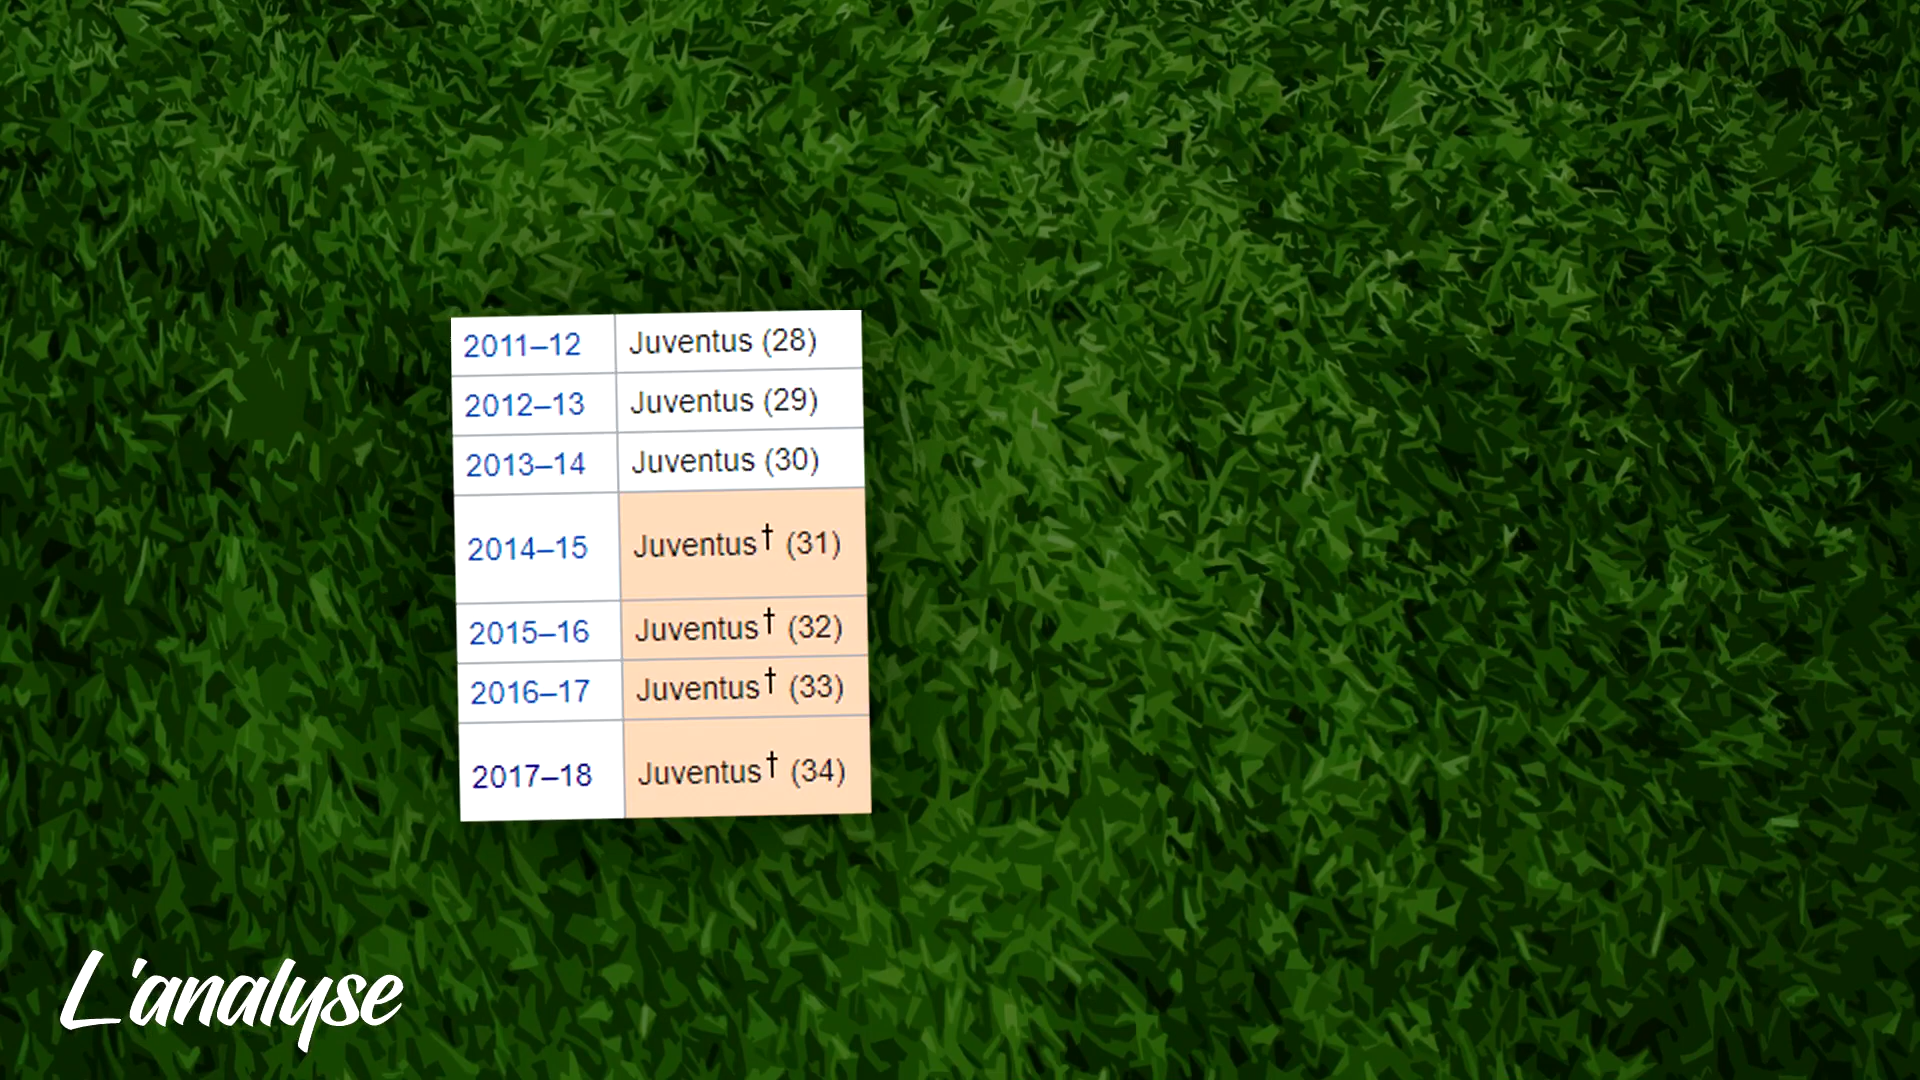 2011–12 Juventus (28)
2012–13 Juventus (29)
2013–14 Juventus (30)
2014–15 Juventus† (31)
2015–16 Juventus† (32)
2016–17 Juventus† (33)
2017–18 Juventus† (34)
L'analyse